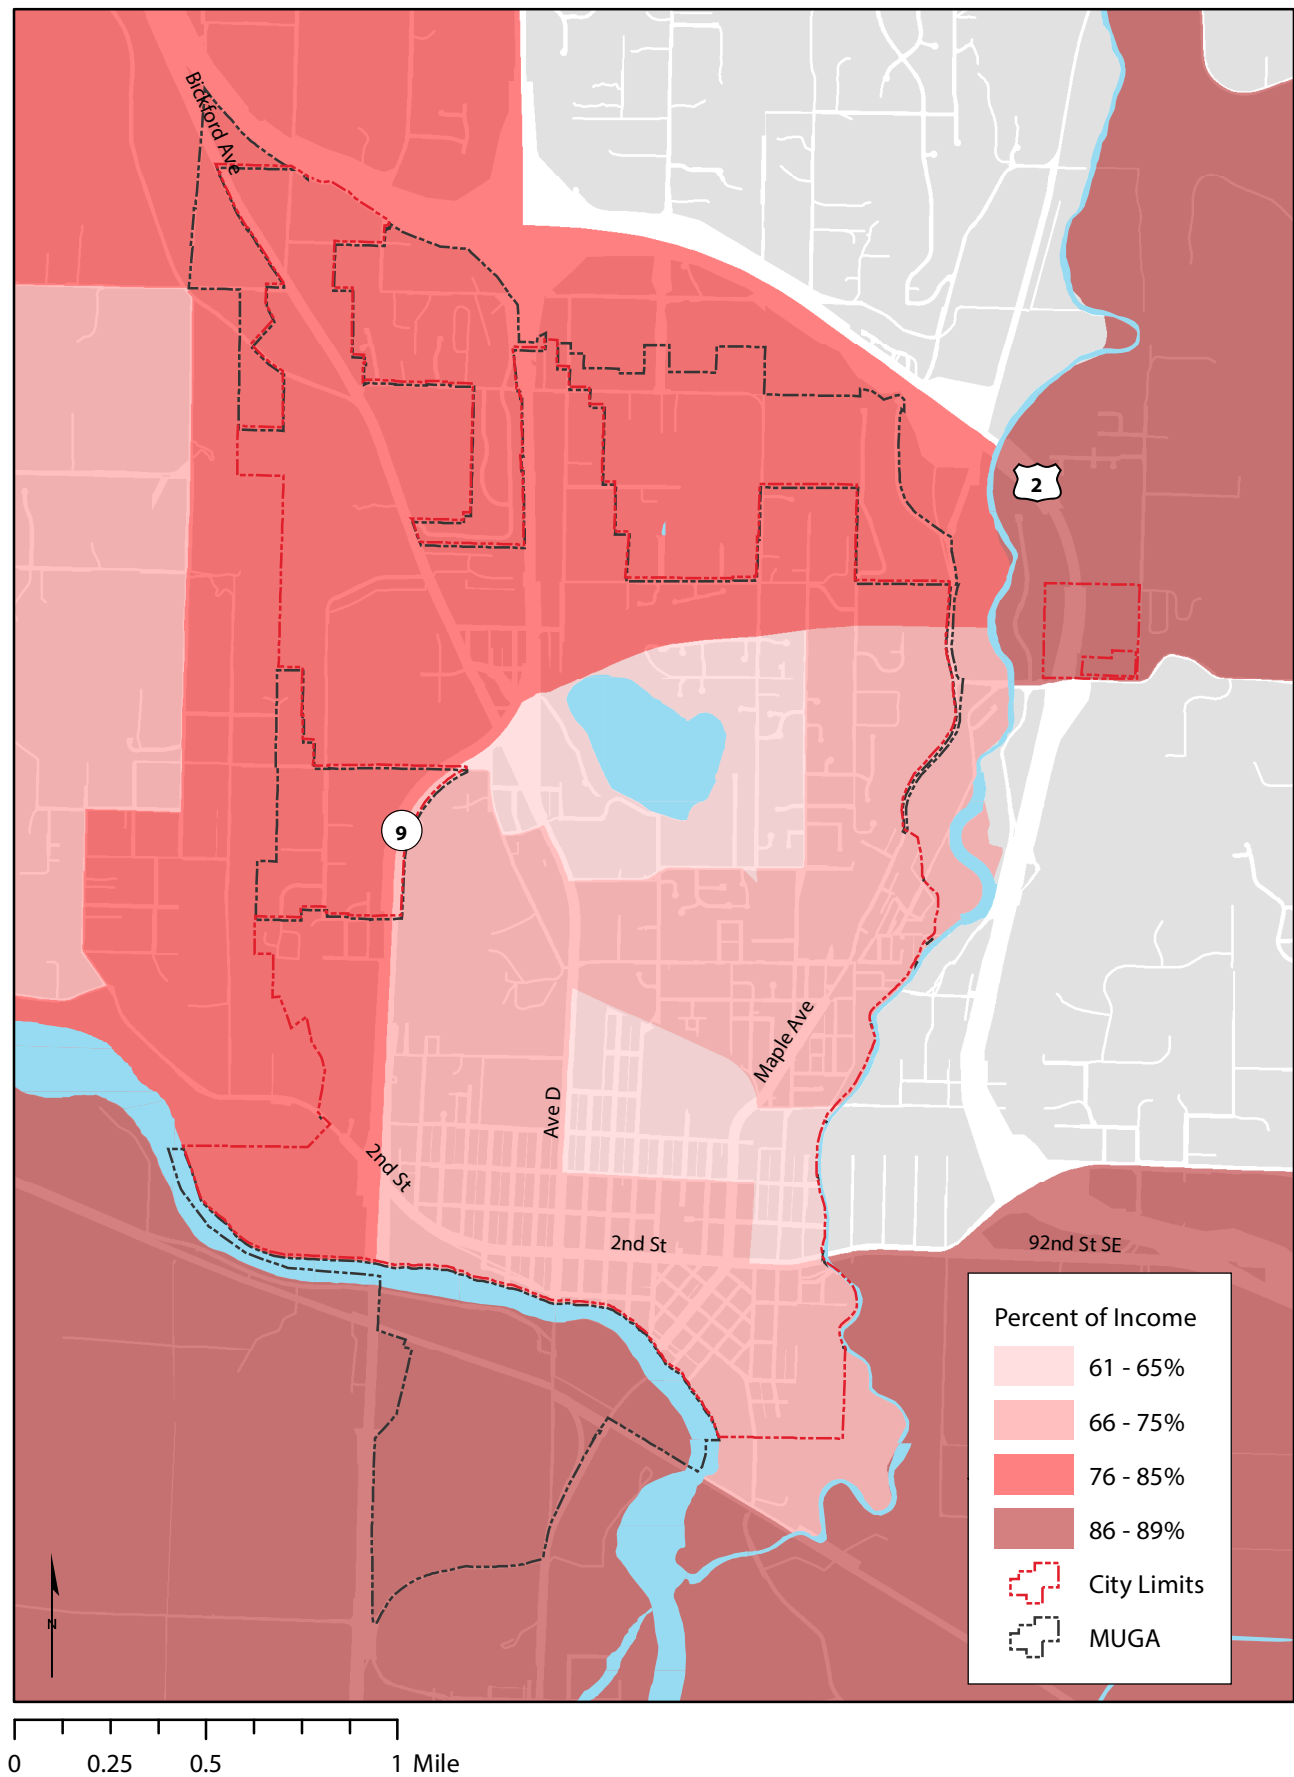 Bickford Ave
2
9
Maple Ave
Ave D
2nd St
2nd St
92nd St SE
Percent of Income
61 - 65%
66 - 75%
76 - 85%
86 - 89%
City Limits
MUGA
N
0 0.25 0.5 1 Mile